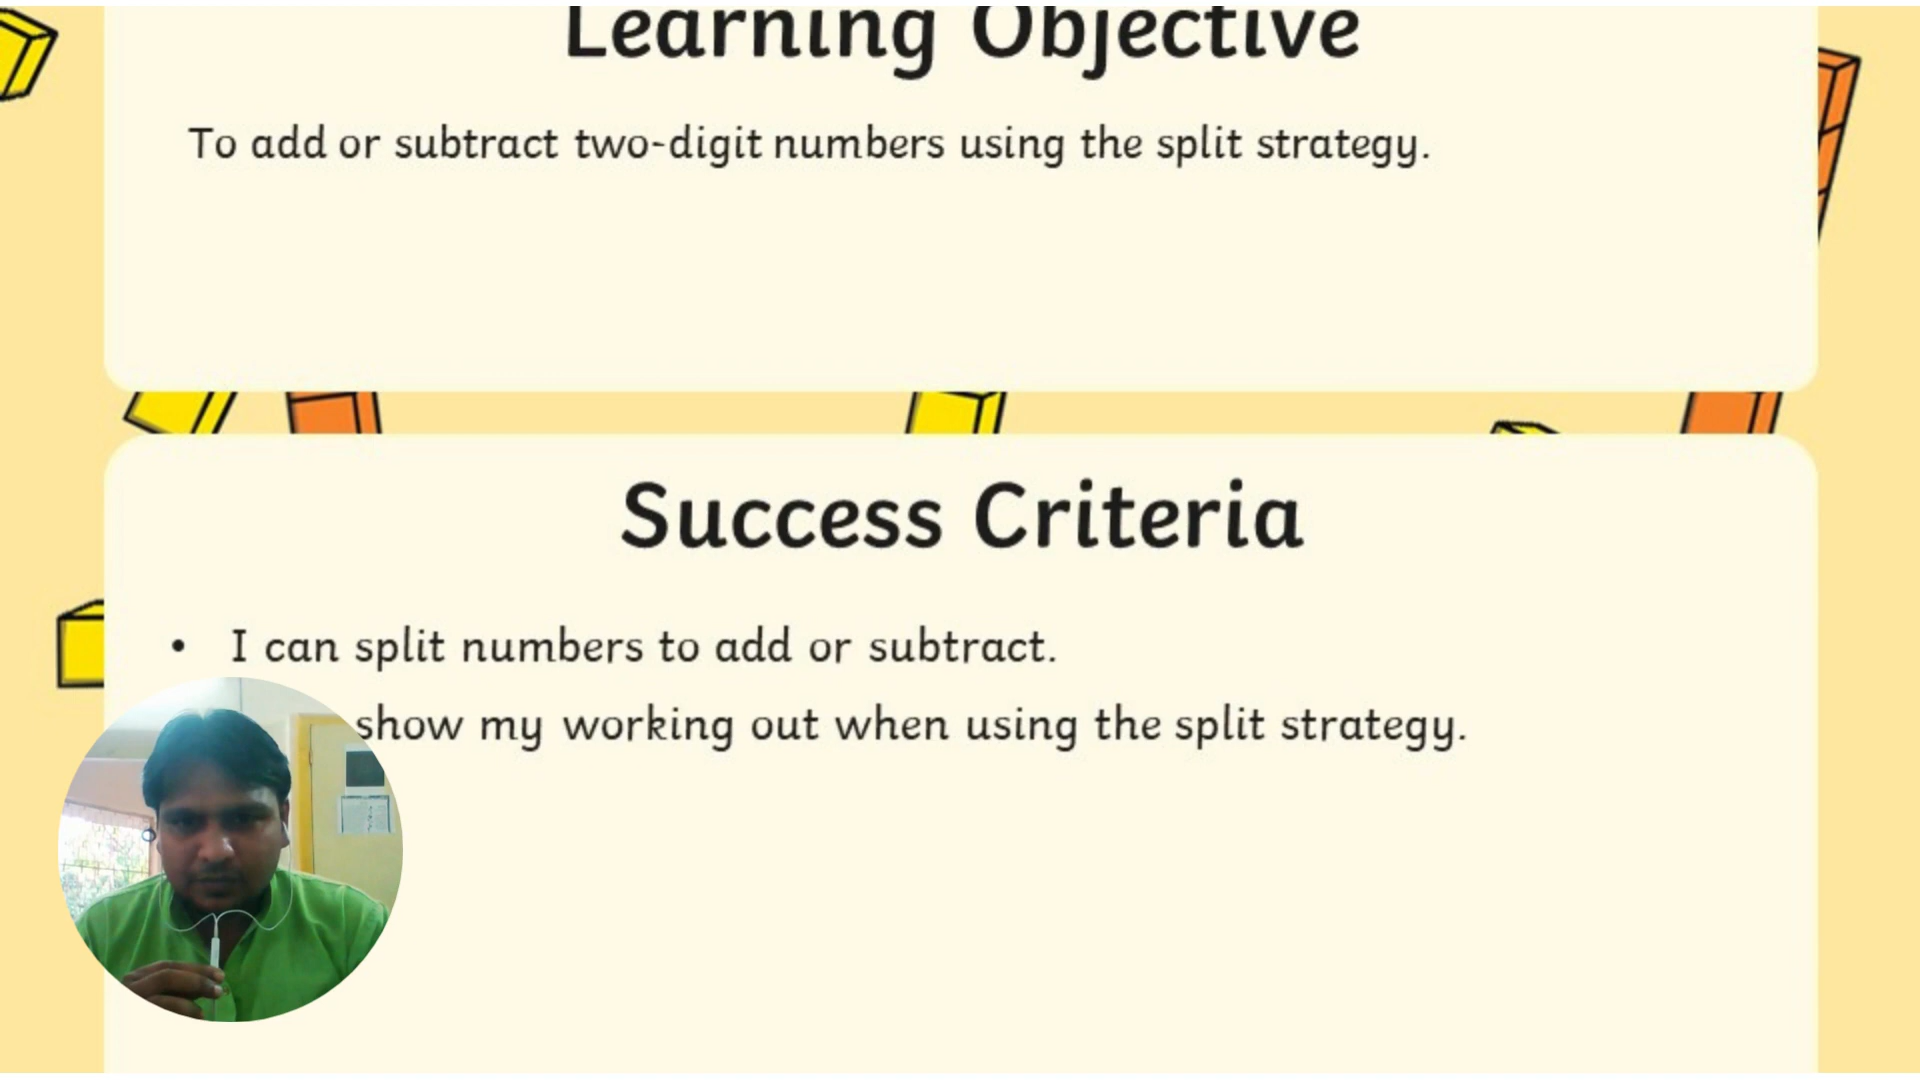 Learning Objective
To add or subtract two-digit numbers using the split strategy.
Success Criteria
• I can split numbers to add or subtract.
show my working out when using the split strategy.